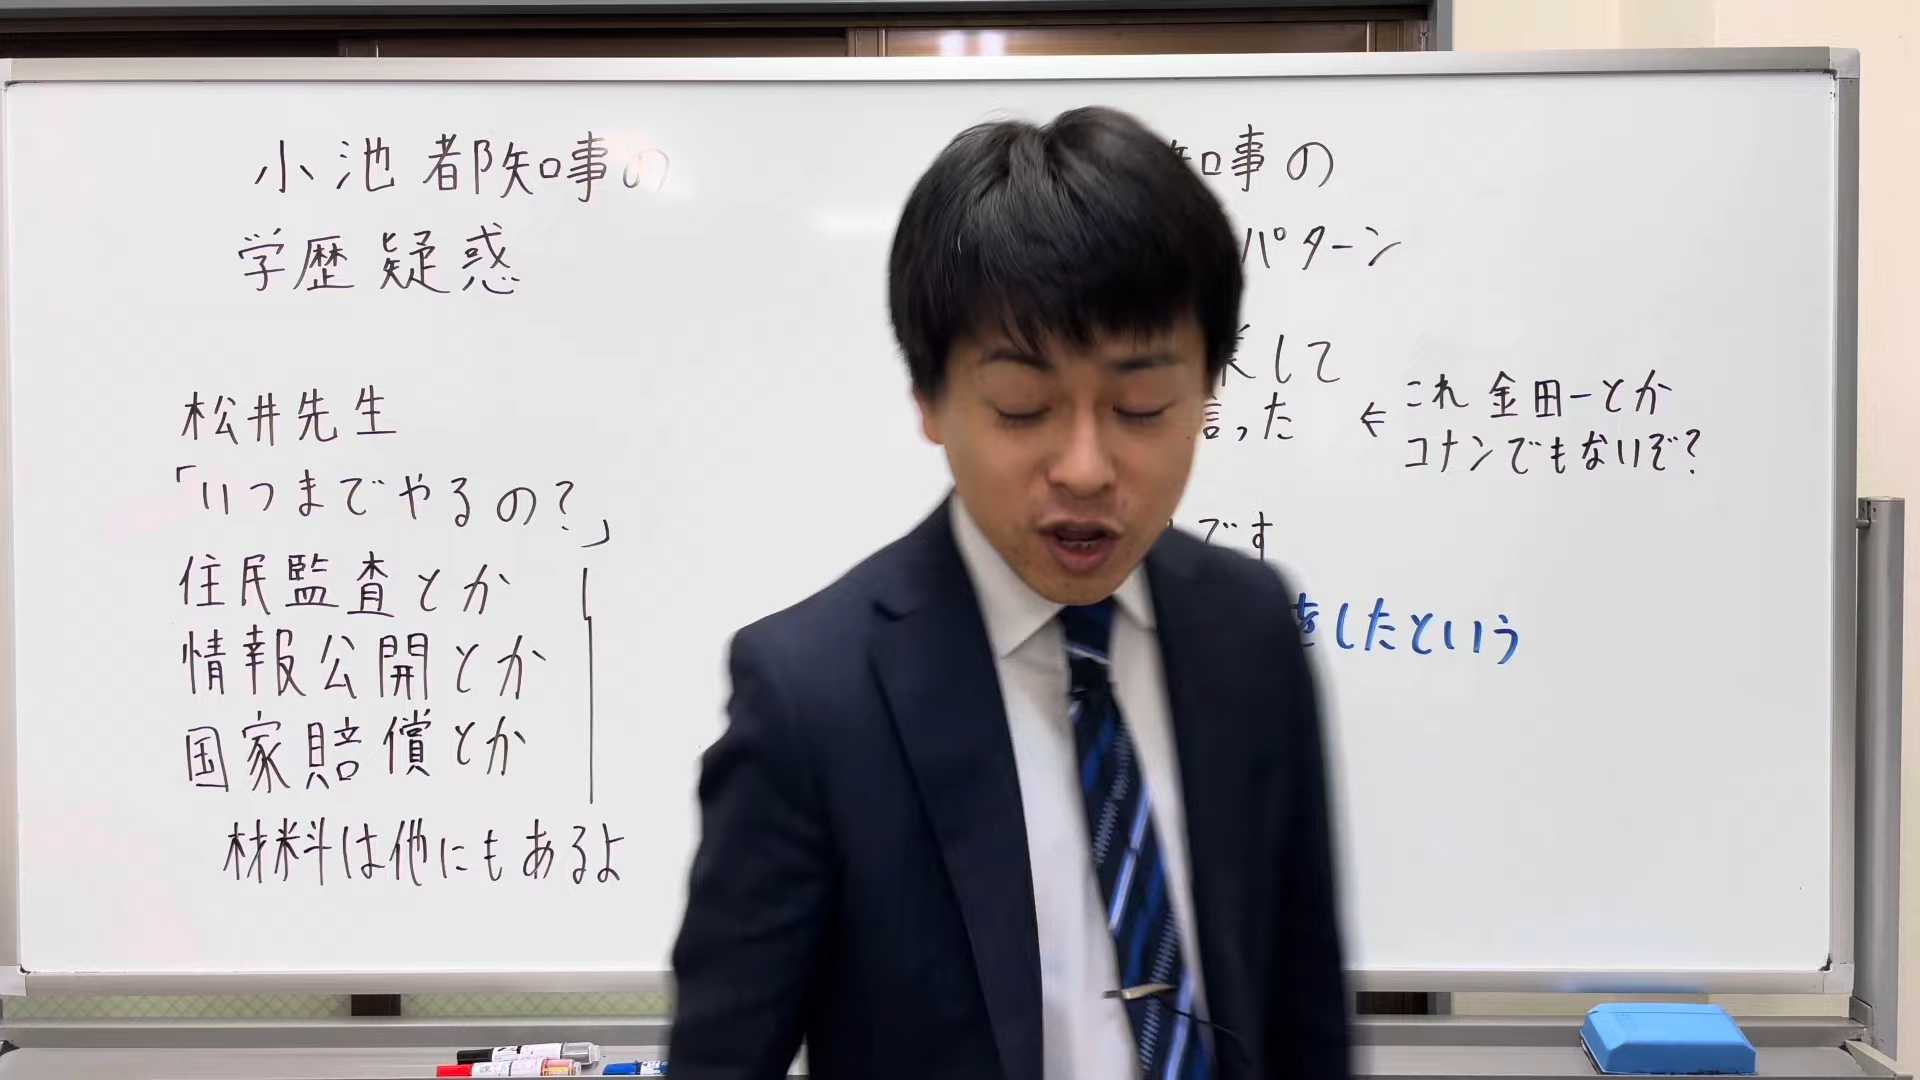 小池都知事の
学歴疑惑
松井先生
「いつまでやるの?」
住民監査とか
情報公開とか
国家賠償とか
材料は他にもあるよ
知事の
パターン
して
言った
← これ金田一とか
コナンでもないぞ?
です
をしたという